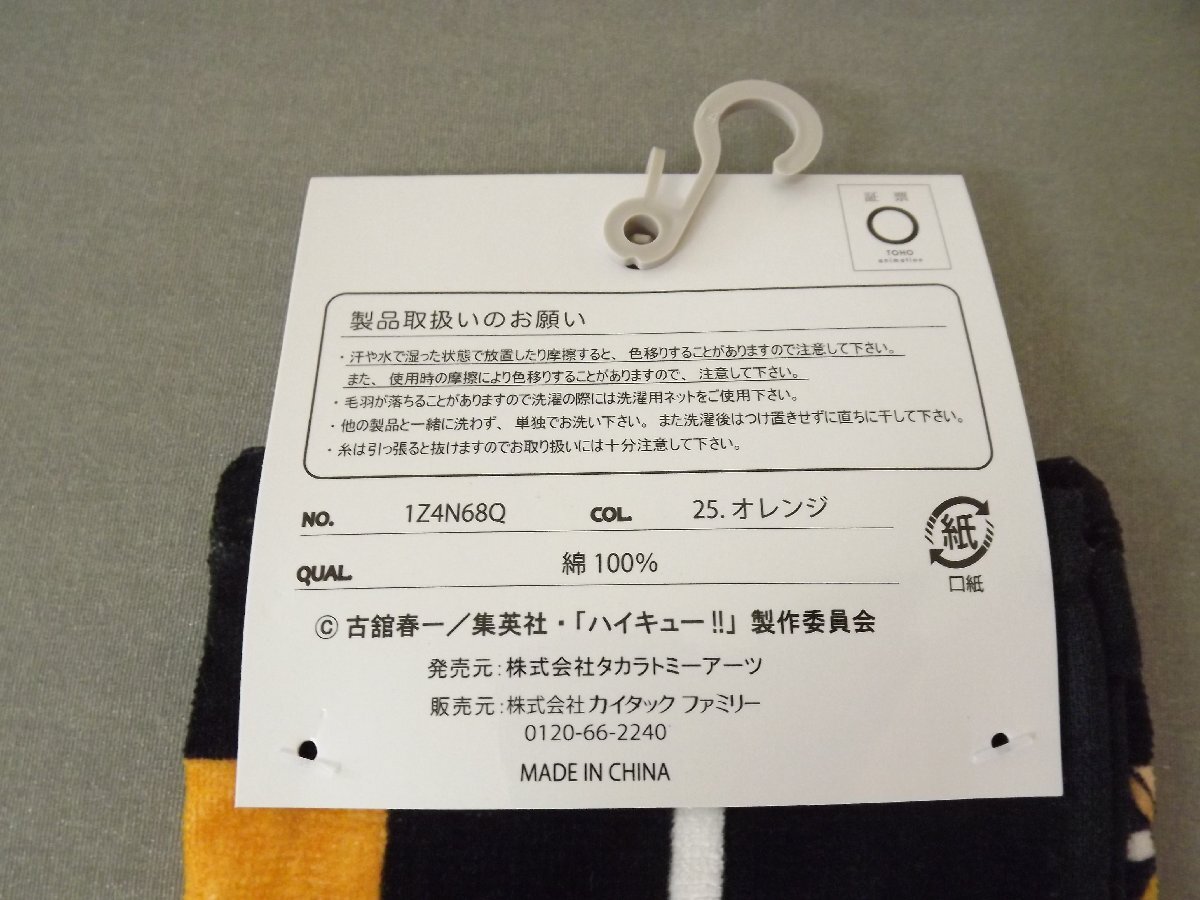 証 票
TOHO
animation
製品取扱いのお願い
・汗や水で湿った状態で放置したり摩擦すると、色移りすることがありますので注意して下さい。
また、使用時の摩擦により色移りすることがありますので、注意して下さい。
・毛羽が落ちることがありますので洗濯の際には洗濯用ネットをご使用下さい。
・他の製品と一緒に洗わず、単独でお洗い下さい。また洗濯後はつけ置きせずに直ちに干して下さい。
・糸は引っ張ると抜けますのでお取り扱いには十分注意して下さい。
NO. 1Z4N68Q COL. 25.オレンジ
QUAL. 綿100%
紙
口紙
©古舘春一／集英社・「ハイキュー!!」製作委員会
発売元:株式会社タカラトミーアーツ
販売元:株式会社カイタック ファミリー
0120-66-2240
MADE IN CHINA